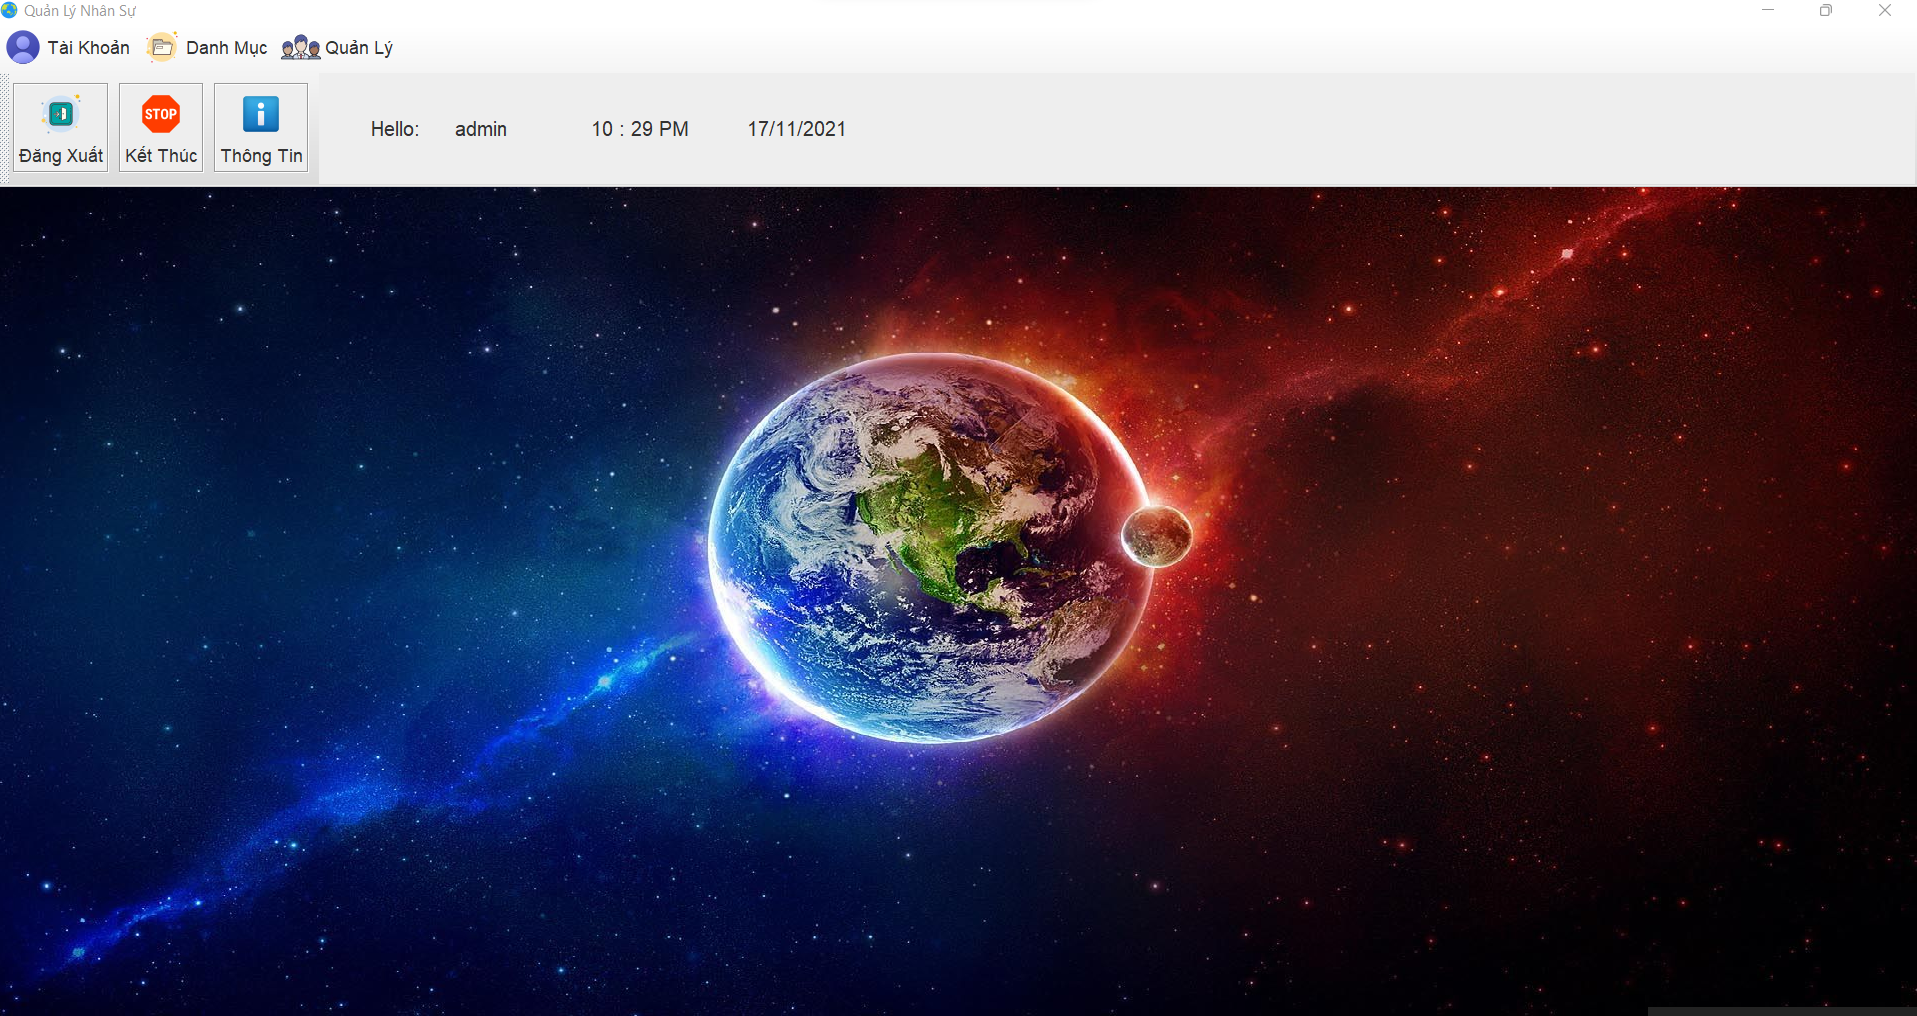 Quản Lý Nhân Sự
Tài Khoản Danh Mục Quản Lý
STOP
Đăng Xuất Kết Thúc Thông Tin
Hello: admin 10 : 29 PM 17/11/2021